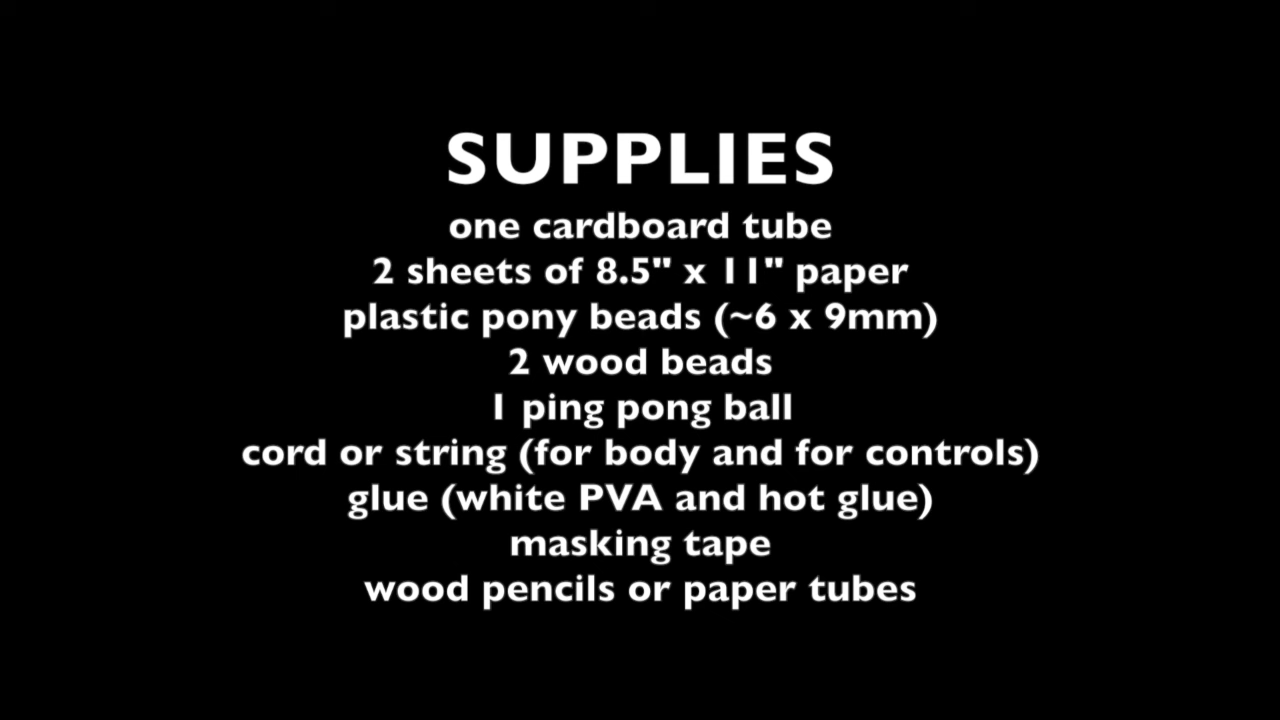 SUPPLIES
one cardboard tube
2 sheets of 8.5" x 11" paper
plastic pony beads (~6 x 9mm)
2 wood beads
1 ping pong ball
cord or string (for body and for controls)
glue (white PVA and hot glue)
masking tape
wood pencils or paper tubes